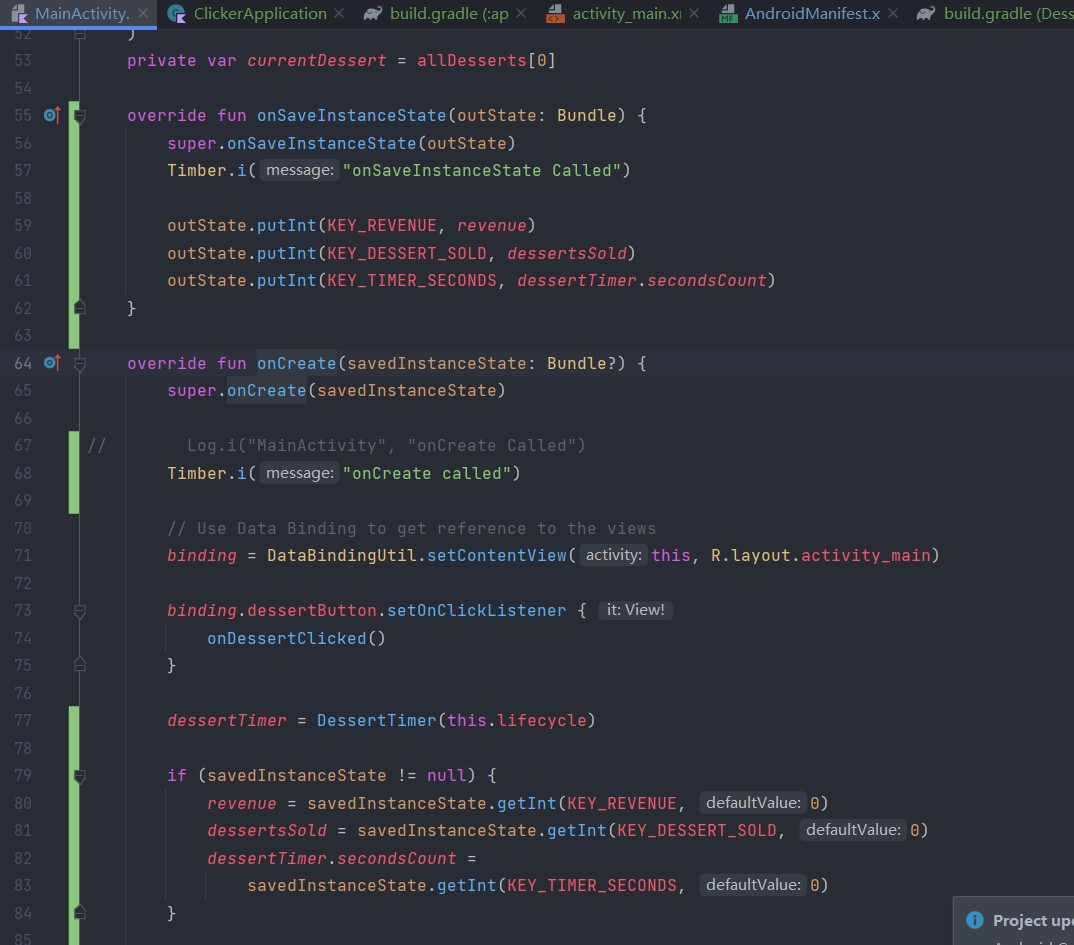 MainActivity. ClickerApplication build.gradle (:ap activity_main.x MF AndroidManifest.x build.gradle (Dess
52 )
53 private var currentDessert = allDesserts[0]
54
55 override fun onSaveInstanceState(outState: Bundle) {
56 super.onSaveInstanceState(outState)
57 Timber.i( message: "onSaveInstanceState Called")
58
59 outState.putInt(KEY_REVENUE, revenue)
60 outState.putInt(KEY_DESSERT_SOLD, dessertsSold)
61 outState.putInt(KEY_TIMER_SECONDS, dessertTimer.secondsCount)
62 }
63
64 override fun onCreate(savedInstanceState: Bundle?) {
65 super.onCreate(savedInstanceState)
66
67 // Log.i("MainActivity", "onCreate Called")
68 Timber.i( message: "onCreate called")
69
70 // Use Data Binding to get reference to the views
71 binding = DataBindingUtil.setContentView( activity: this, R.layout.activity_main)
72
73 binding.dessertButton.setOnClickListener { it: View!
74 onDessertClicked()
75 }
76
77 dessertTimer = DessertTimer(this.lifecycle)
78
79 if (savedInstanceState != null) {
80 revenue = savedInstanceState.getInt(KEY_REVENUE, defaultValue: 0)
81 dessertsSold = savedInstanceState.getInt(KEY_DESSERT_SOLD, defaultValue: 0)
82 dessertTimer.secondsCount =
83 savedInstanceState.getInt(KEY_TIMER_SECONDS, defaultValue: 0)
84 }
85
Project upd